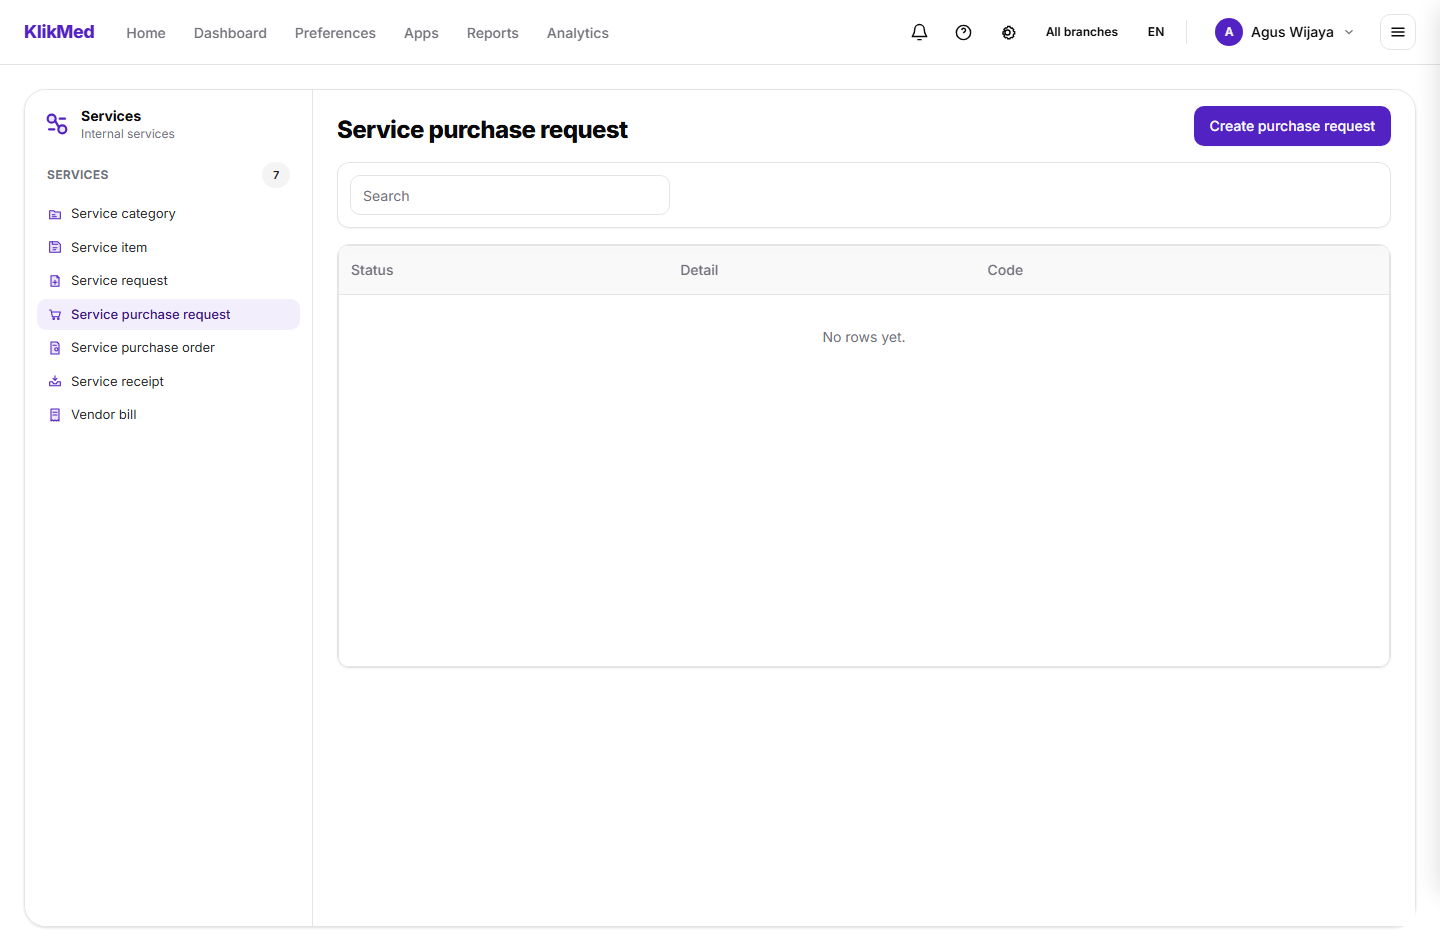 KlikMed
Home
Dashboard
Preferences
Apps
Reports
Analytics
All branches
EN
A
Agus Wijaya
Services
Internal services
SERVICES
7
Service category
Service item
Service request
Service purchase request
Service purchase order
Service receipt
Vendor bill
Service purchase request
Create purchase request
Search
Status
Detail
Code
No rows yet.